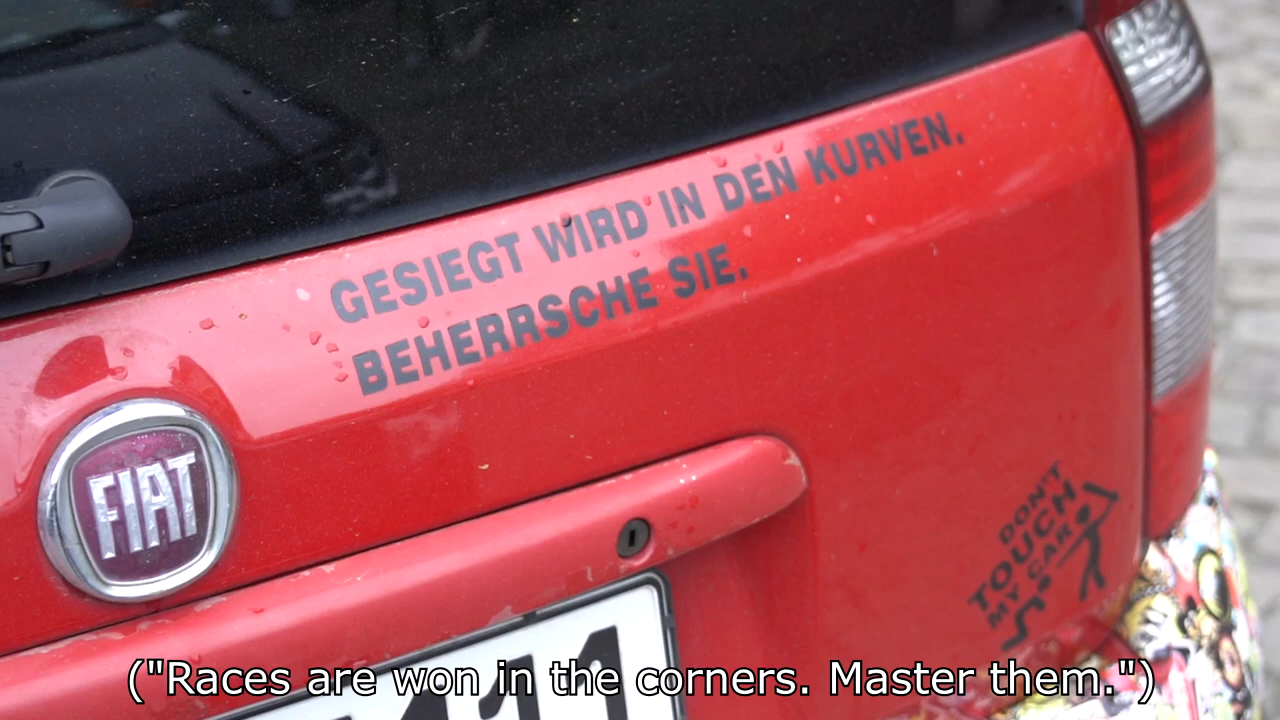 GESIEGT WIRD IN DEN KURVEN.
BEHERRSCHE SIE.
FIAT
DON'T
TOUCH
MY CAR
("Races are won in the corners. Master them.")